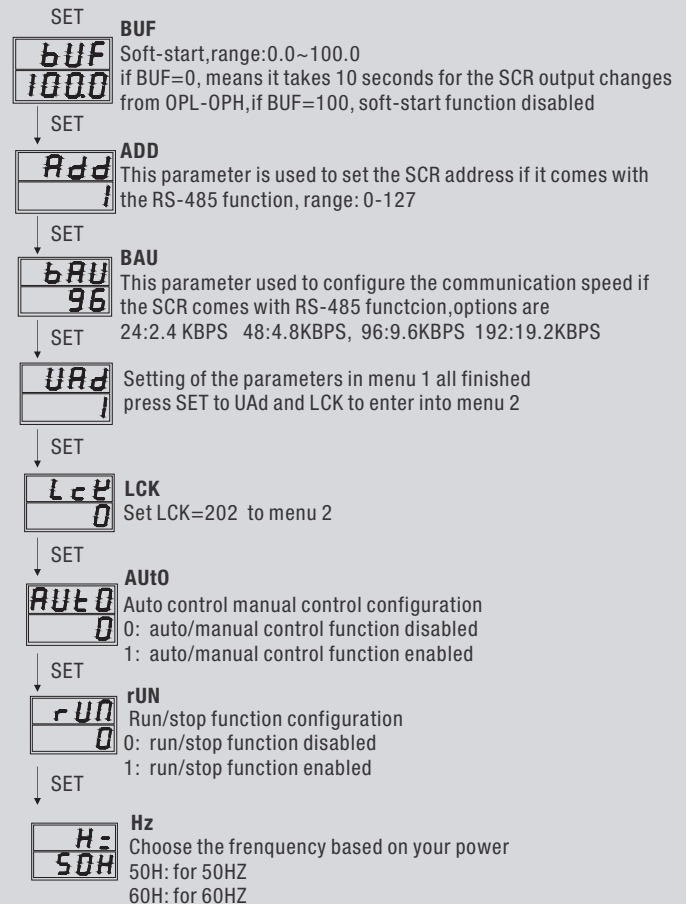 SET
BUF
bUF
100.0
Soft-start,range:0.0~100.0
if BUF=0, means it takes 10 seconds for the SCR output changes
from OPL-OPH,if BUF=100, soft-start function disabled
SET
ADD
Add
1
This parameter is used to set the SCR address if it comes with
the RS-485 function, range: 0-127
SET
BAU
bAU
96
This parameter used to configure the communication speed if
the SCR comes with RS-485 functcion,options are
24:2.4 KBPS 48:4.8KBPS, 96:9.6KBPS 192:19.2KBPS
SET
UAd
1
Setting of the parameters in menu 1 all finished
press SET to UAd and LCK to enter into menu 2
SET
LcK
0
LCK
Set LCK=202 to menu 2
SET
AUtO
AUtO
0
Auto control manual control configuration
0: auto/manual control function disabled
1: auto/manual control function enabled
SET
rUN
rUN
0
Run/stop function configuration
0: run/stop function disabled
1: run/stop function enabled
SET
Hz
H=
50H
Choose the frenquency based on your power
50H: for 50HZ
60H: for 60HZ